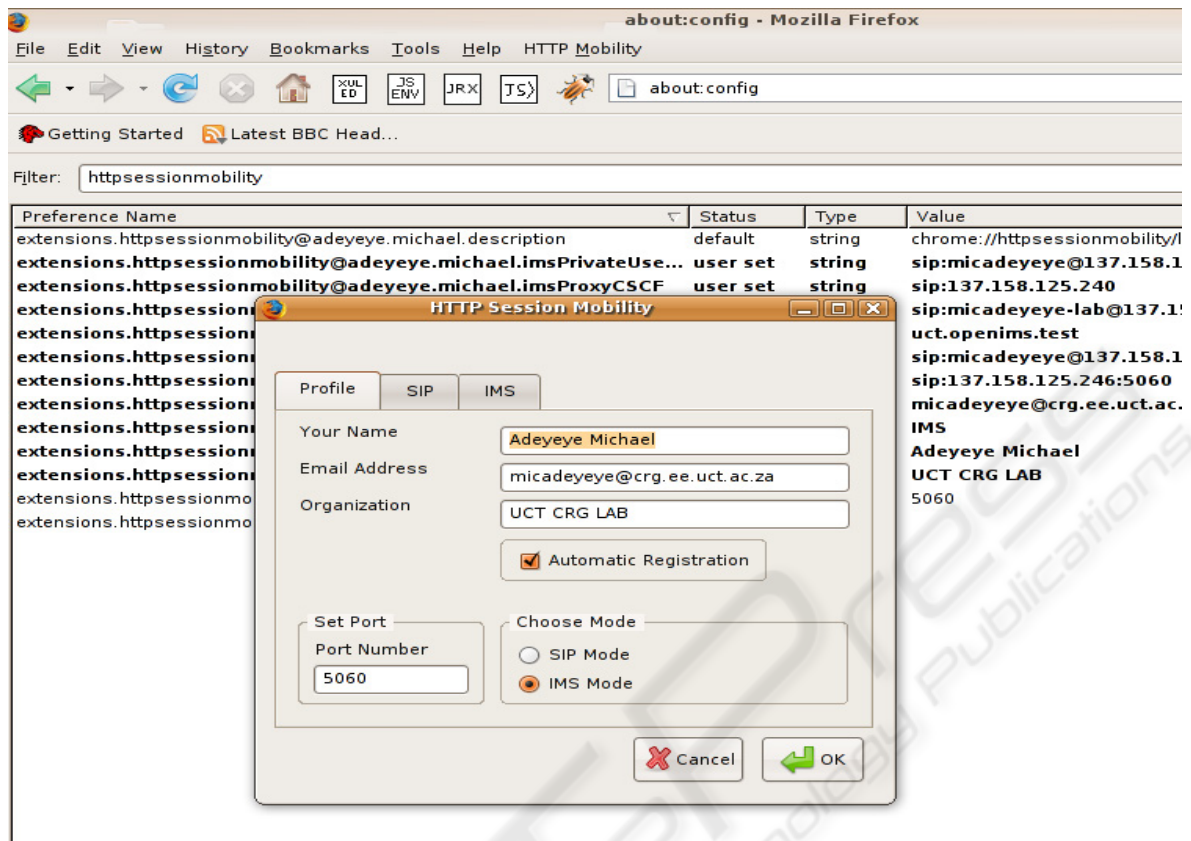 about:config - Mozilla Firefox
File Edit View History Bookmarks Tools Help HTTP Mobility
XUL ED JS ENV JRX TS⟩ about:config
Getting Started Latest BBC Head...
Filter: httpsessionmobility
Preference Name Status Type Value
extensions.httpsessionmobility@adeyeye.michael.description default string chrome://httpsessionmobility/l
extensions.httpsessionmobility@adeyeye.michael.imsPrivateUse... user set string sip:micadeyeye@137.158.1
extensions.httpsessionmobility@adeyeye.michael.imsProxyCSCF user set string sip:137.158.125.240
extensions.httpsession sip:micadeyeye-lab@137.15
extensions.httpsession uct.openims.test
extensions.httpsession sip:micadeyeye@137.158.1
extensions.httpsession sip:137.158.125.246:5060
extensions.httpsession micadeyeye@crg.ee.uct.ac.
extensions.httpsession IMS
extensions.httpsession Adeyeye Michael
extensions.httpsession UCT CRG LAB
extensions.httpsessionmo 5060
extensions.httpsessionmo
HTTP Session Mobility
Profile SIP IMS
Your Name Adeyeye Michael
Email Address micadeyeye@crg.ee.uct.ac.za
Organization UCT CRG LAB
Automatic Registration
Set Port Choose Mode
Port Number SIP Mode
5060 IMS Mode
Cancel OK